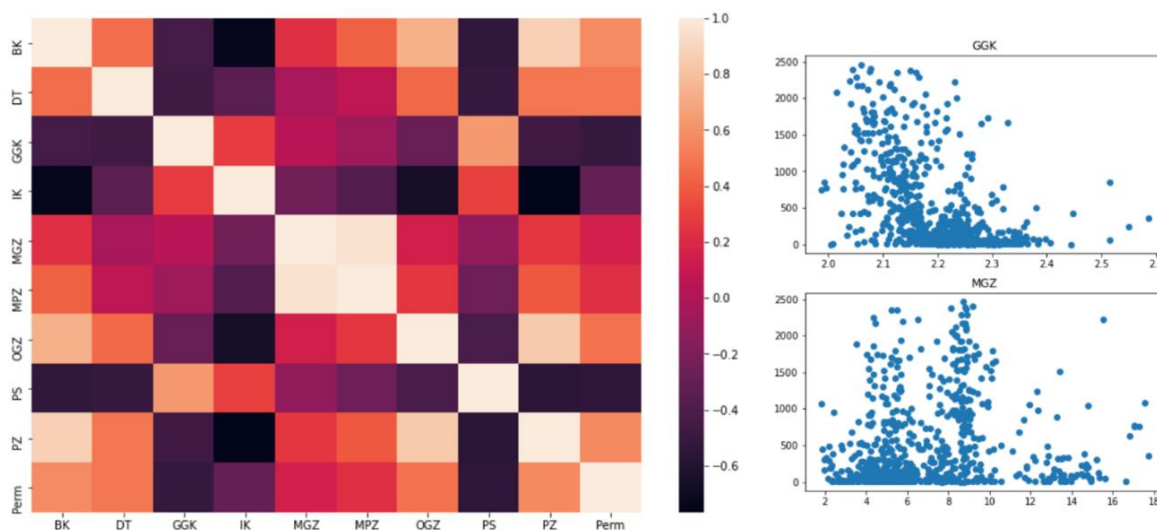 BK
DT
GGK
IK
MGZ
MPZ
OGZ
PS
PZ
Perm
BK DT GGK IK MGZ MPZ OGZ PS PZ Perm
1.0
0.8
0.6
0.4
0.2
0.0
−0.2
−0.4
−0.6
GGK
2500
2000
1500
1000
500
0
2.0 2.1 2.2 2.3 2.4 2.5 2.6
MGZ
2500
2000
1500
1000
500
0
2 4 6 8 10 12 14 16 18